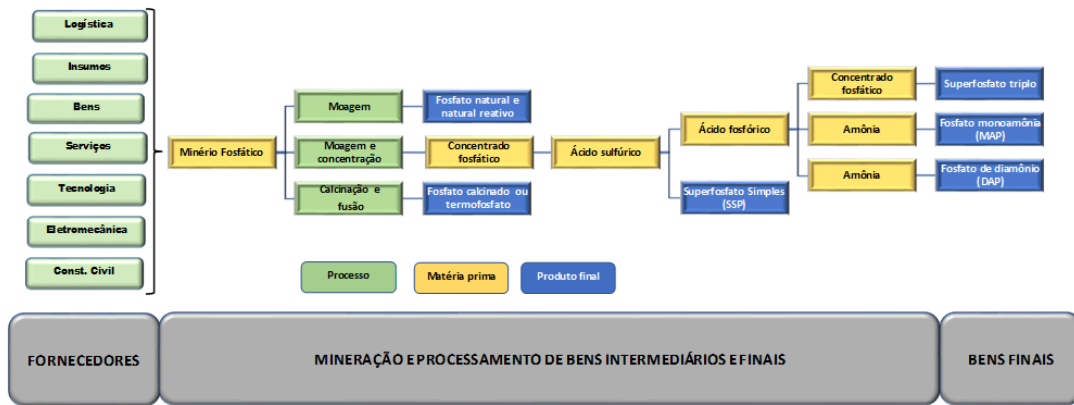 Logística
Insumos
Bens
Serviços
Tecnologia
Eletromecânica
Const. Civil
Minério Fosfático
Moagem
Moagem e
concentração
Calcinação e
fusão
Fosfato natural e
natural reativo
Concentrado
fosfático
Fosfato calcinado ou
termofosfato
Ácido sulfúrico
Ácido fosfórico
Superfosfato Simples
(SSP)
Concentrado
fosfático
Amônia
Amônia
Superfosfato triplo
Fosfato monoamônia
(MAP)
Fosfato de diamônio
(DAP)
Processo
Matéria prima
Produto final
FORNECEDORES
MINERAÇÃO E PROCESSAMENTO DE BENS INTERMEDIÁRIOS E FINAIS
BENS FINAIS